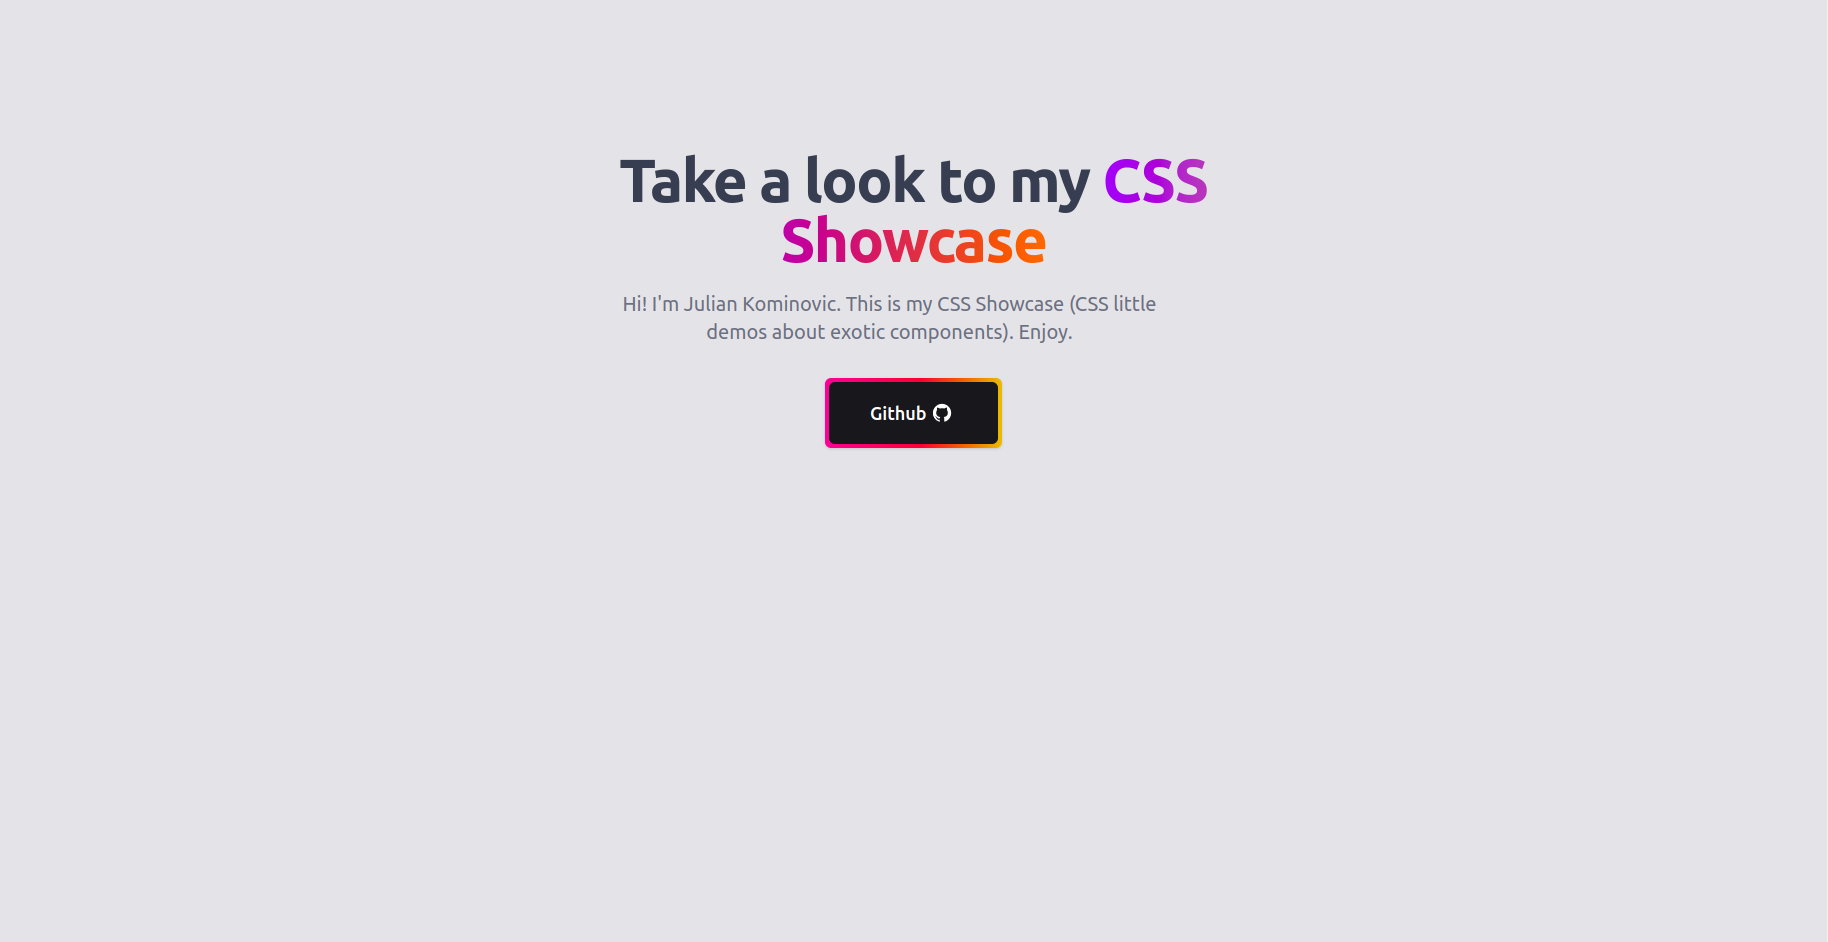 Take a look to my CSS
Showcase
Hi! I'm Julian Kominovic. This is my CSS Showcase (CSS little
demos about exotic components). Enjoy.
Github